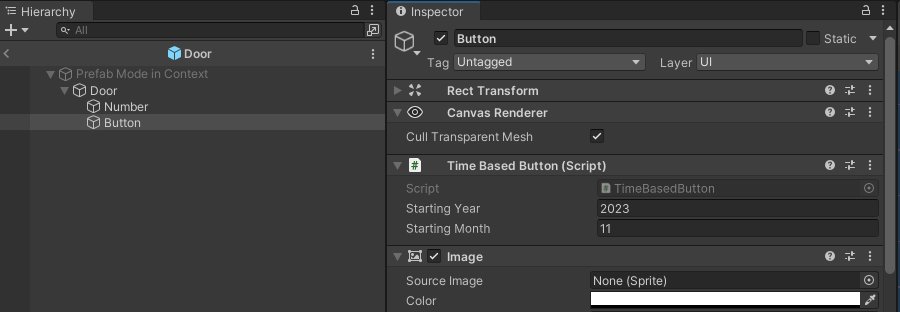 Hierarchy
All
Door
Prefab Mode in Context
Door
Number
Button
Inspector
Button
Static
Tag Untagged Layer UI
Rect Transform
Canvas Renderer
Cull Transparent Mesh
Time Based Button (Script)
Script TimeBasedButton
Starting Year 2023
Starting Month 11
Image
Source Image None (Sprite)
Color